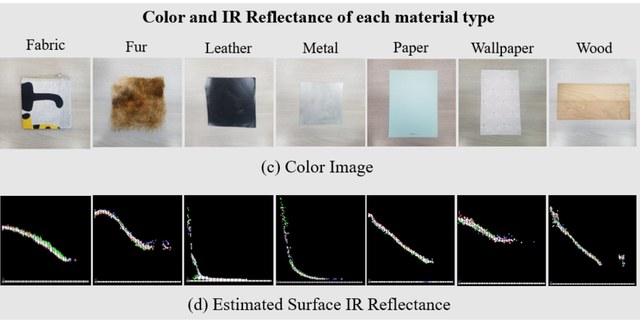 Color and IR Reflectance of each material type
Fabric Fur Leather Metal Paper Wallpaper Wood
(c) Color Image
(d) Estimated Surface IR Reflectance